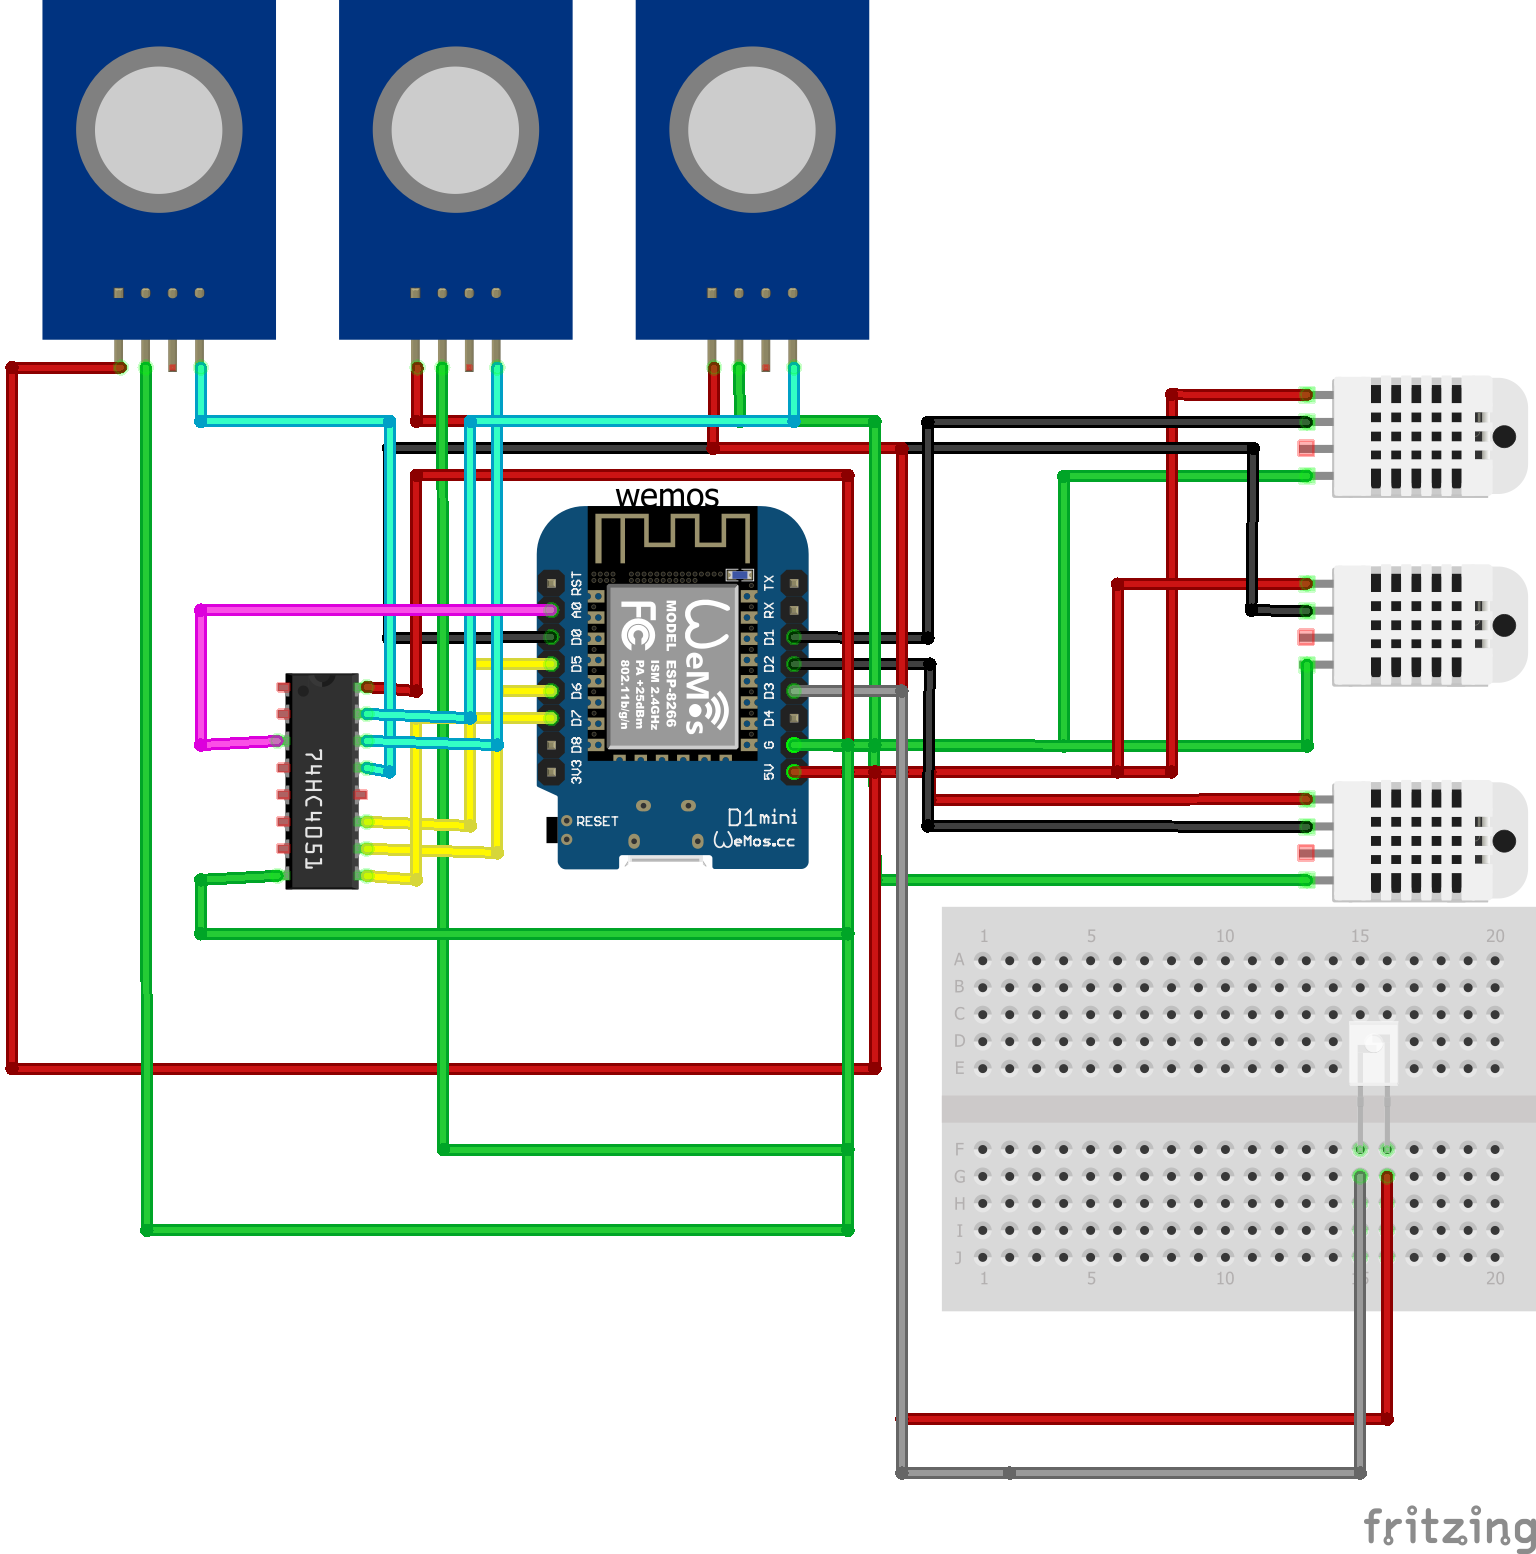 wemos
RST
A0
D0
D5
D6
D7
D8
3V3
TX
RX
D1
D2
D3
D4
G
5V
WeMos
MODEL ESP-8266
ISM 2.4GHz
PA +25dBm
802.11b/g/n
FC
RESET
D1mini
WeMos.cc
74HC4051
1 5 10 15 20
A
B
C
D
E
F
G
H
I
J
1 5 10 15 20
fritzing